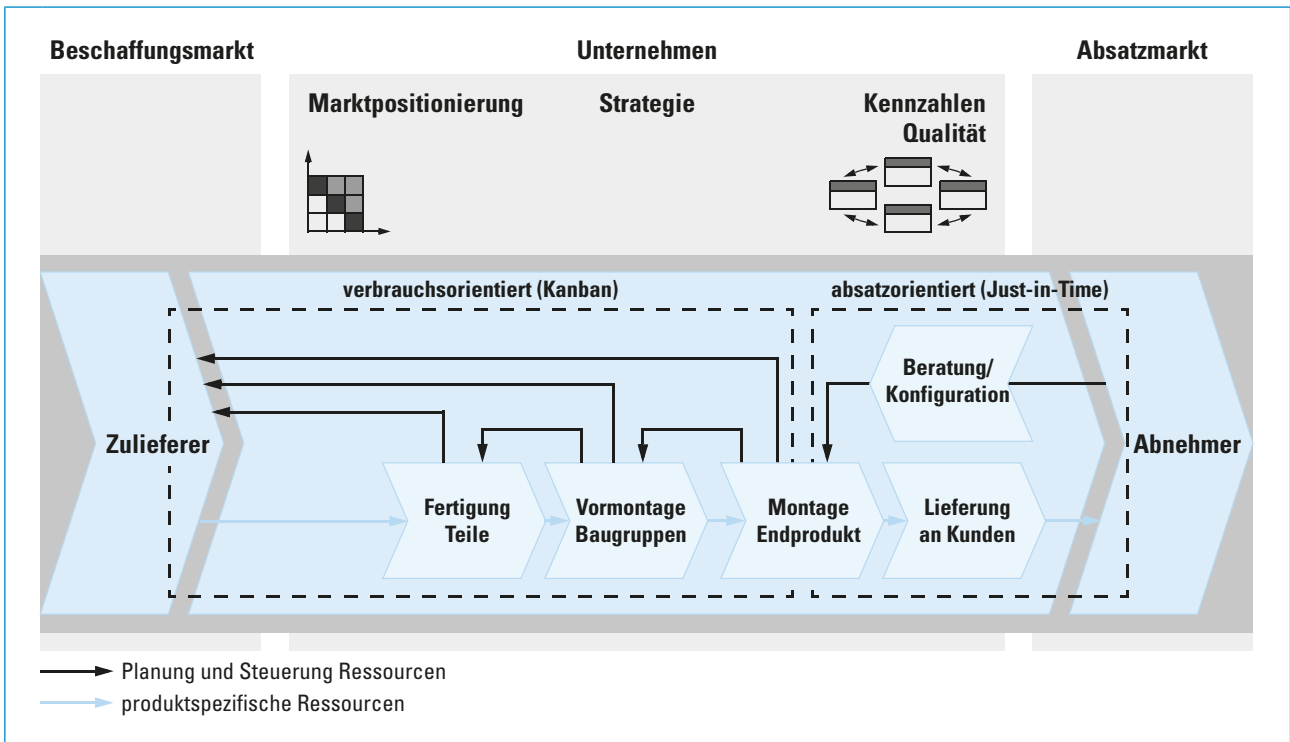 Beschaffungsmarkt
Unternehmen
Absatzmarkt
Marktpositionierung
Strategie
Kennzahlen
Qualität
verbrauchsorientiert (Kanban)
absatzorientiert (Just-in-Time)
Beratung/
Konfiguration
Zulieferer
Abnehmer
Fertigung
Teile
Vormontage
Baugruppen
Montage
Endprodukt
Lieferung
an Kunden
Planung und Steuerung Ressourcen
produktspezifische Ressourcen